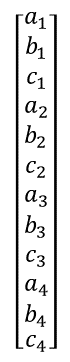 a₁
b₁
c₁
a₂
b₂
c₂
a₃
b₃
c₃
a₄
b₄
c₄